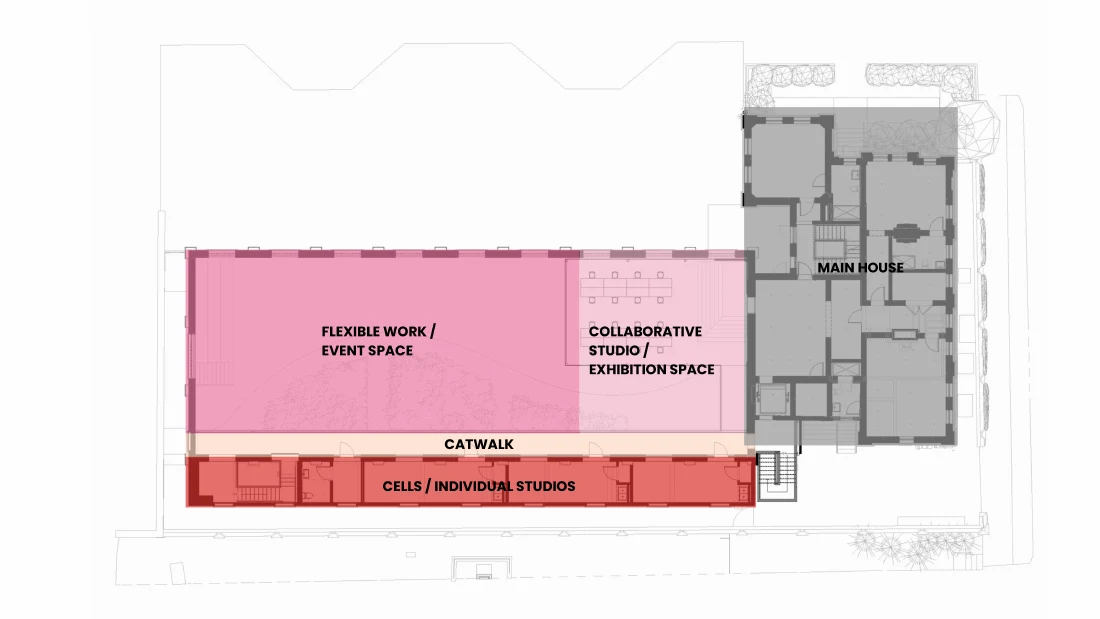 MAIN HOUSE
FLEXIBLE WORK /
EVENT SPACE
COLLABORATIVE
STUDIO /
EXHIBITION SPACE
CATWALK
CELLS / INDIVIDUAL STUDIOS